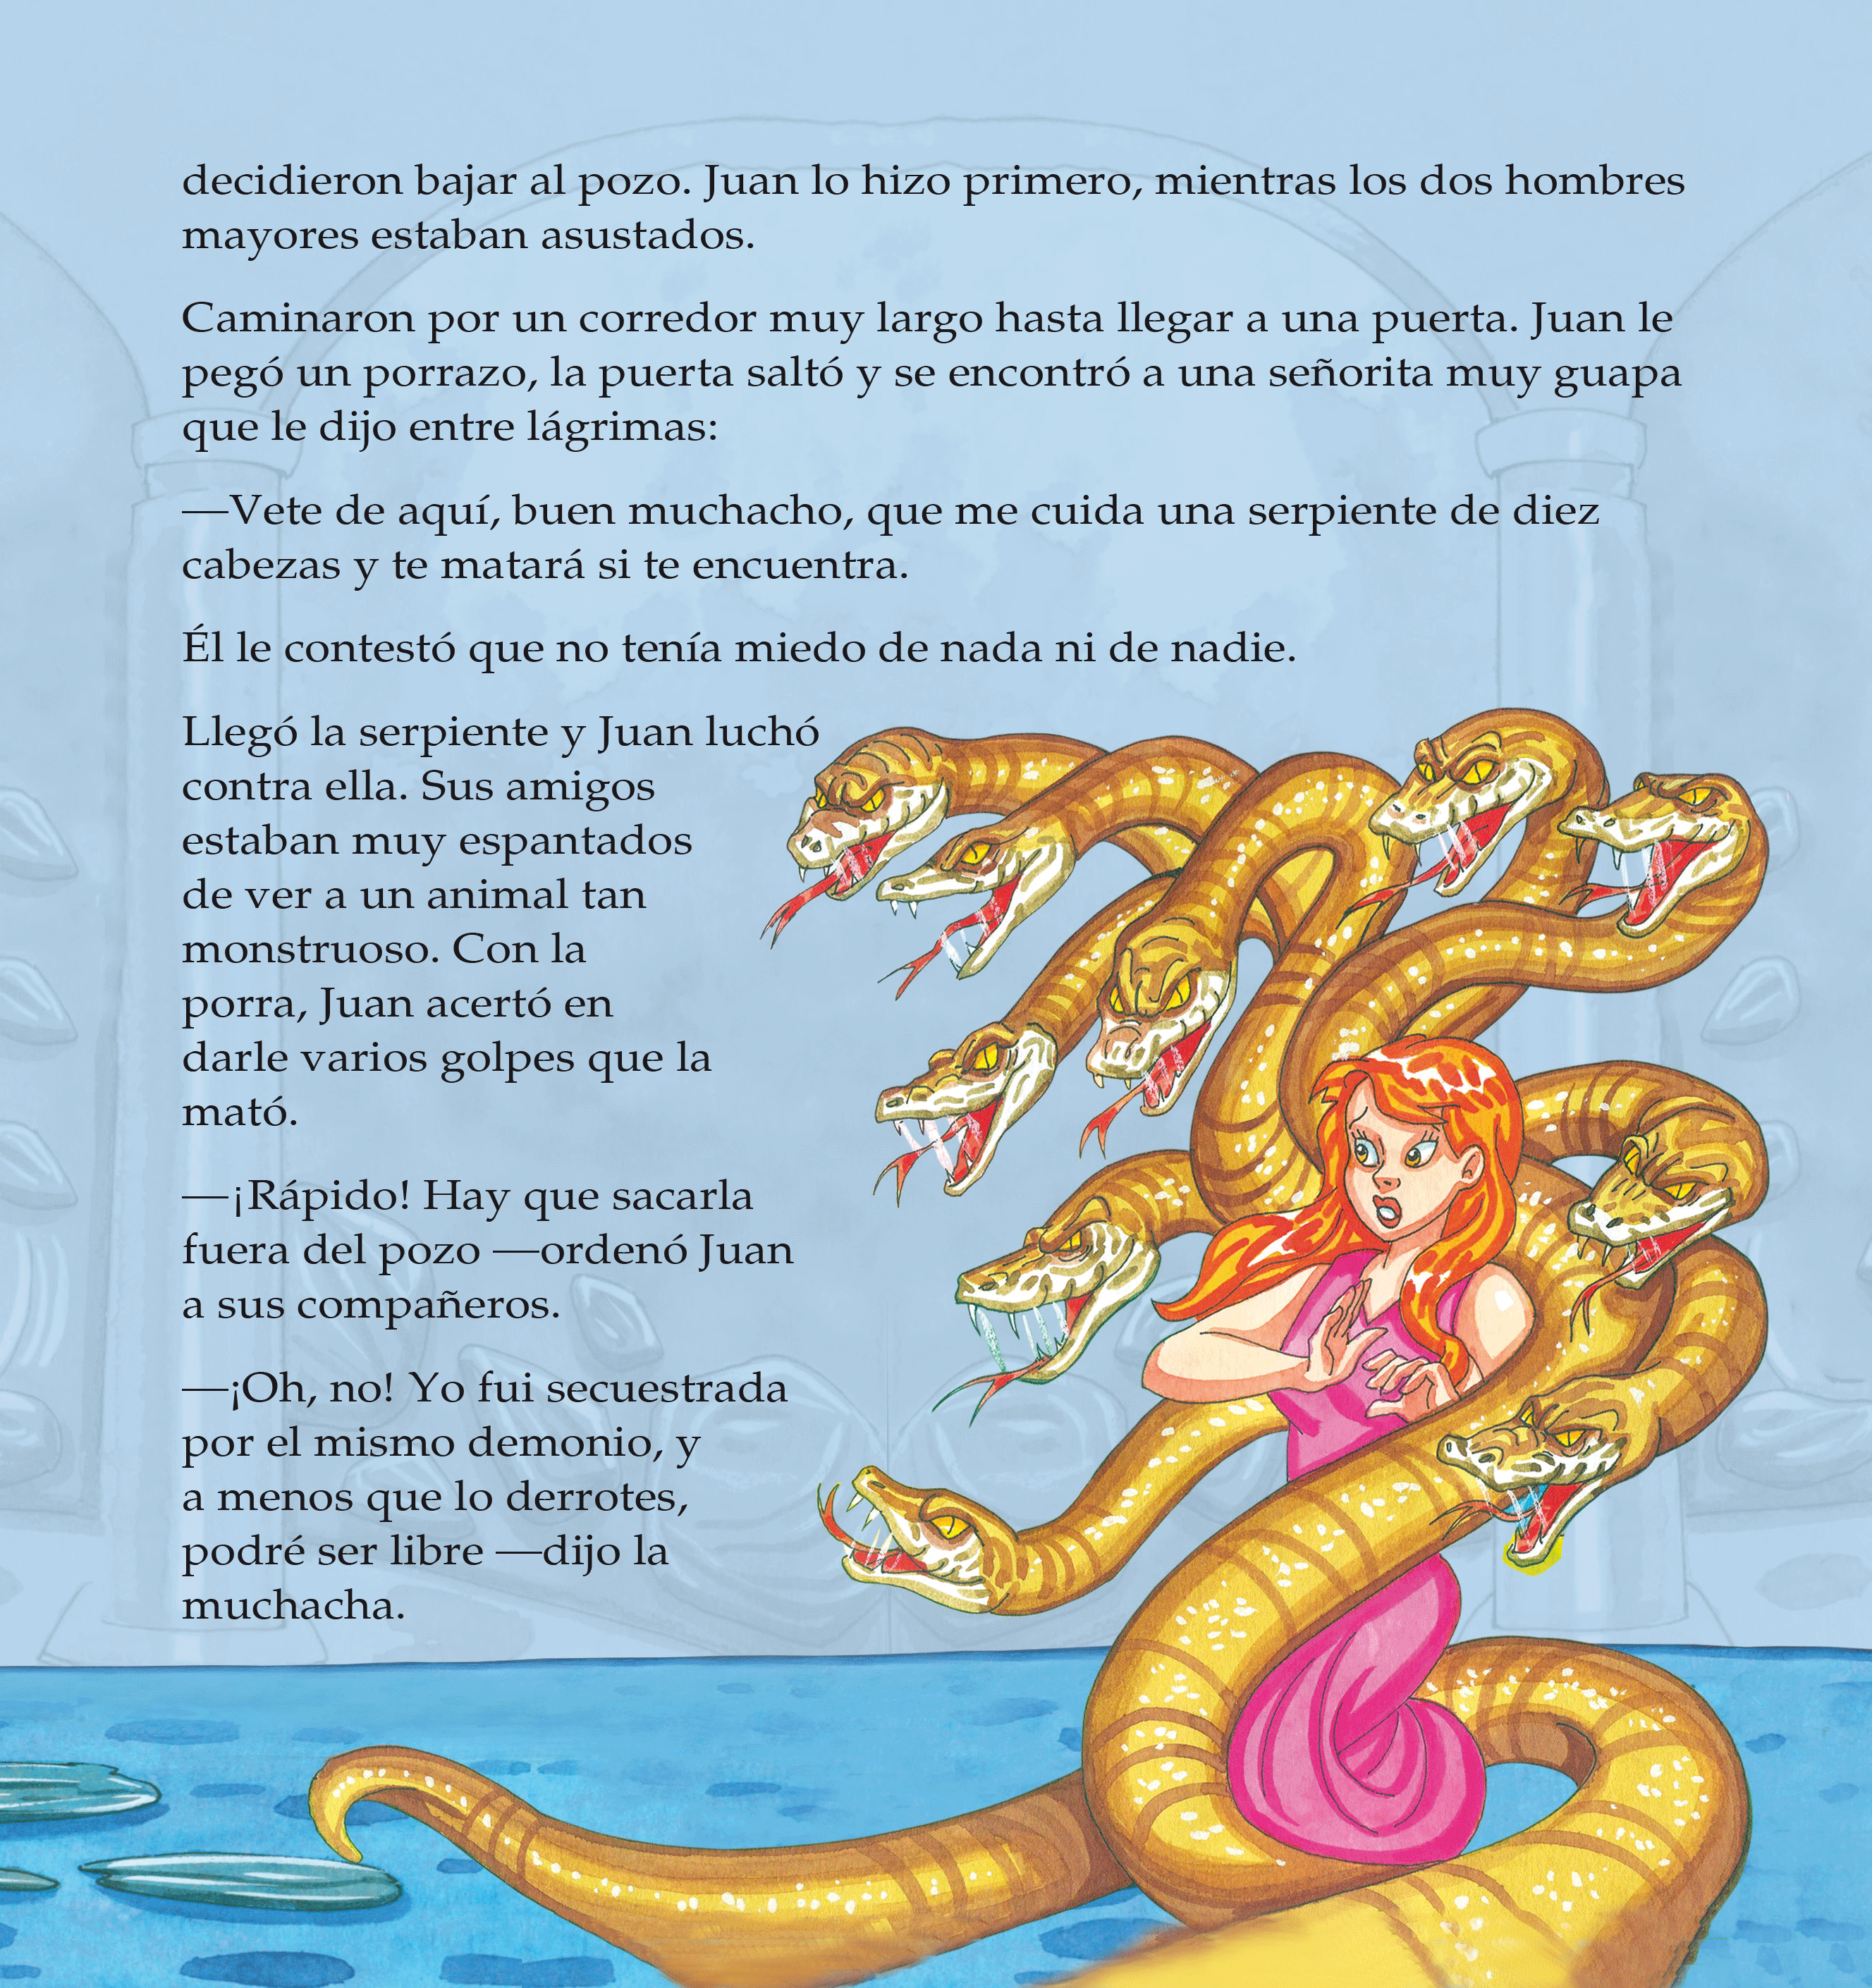 decidieron bajar al pozo. Juan lo hizo primero, mientras los dos hombres
mayores estaban asustados.
Caminaron por un corredor muy largo hasta llegar a una puerta. Juan le
pegó un porrazo, la puerta saltó y se encontró a una señorita muy guapa
que le dijo entre lágrimas:
—Vete de aquí, buen muchacho, que me cuida una serpiente de diez
cabezas y te matará si te encuentra.
Él le contestó que no tenía miedo de nada ni de nadie.
Llegó la serpiente y Juan luchó
contra ella. Sus amigos
estaban muy espantados
de ver a un animal tan
monstruoso. Con la
porra, Juan acertó en
darle varios golpes que la
mató.
—¡Rápido! Hay que sacarla
fuera del pozo —ordenó Juan
a sus compañeros.
—¡Oh, no! Yo fui secuestrada
por el mismo demonio, y
a menos que lo derrotes,
podré ser libre —dijo la
muchacha.